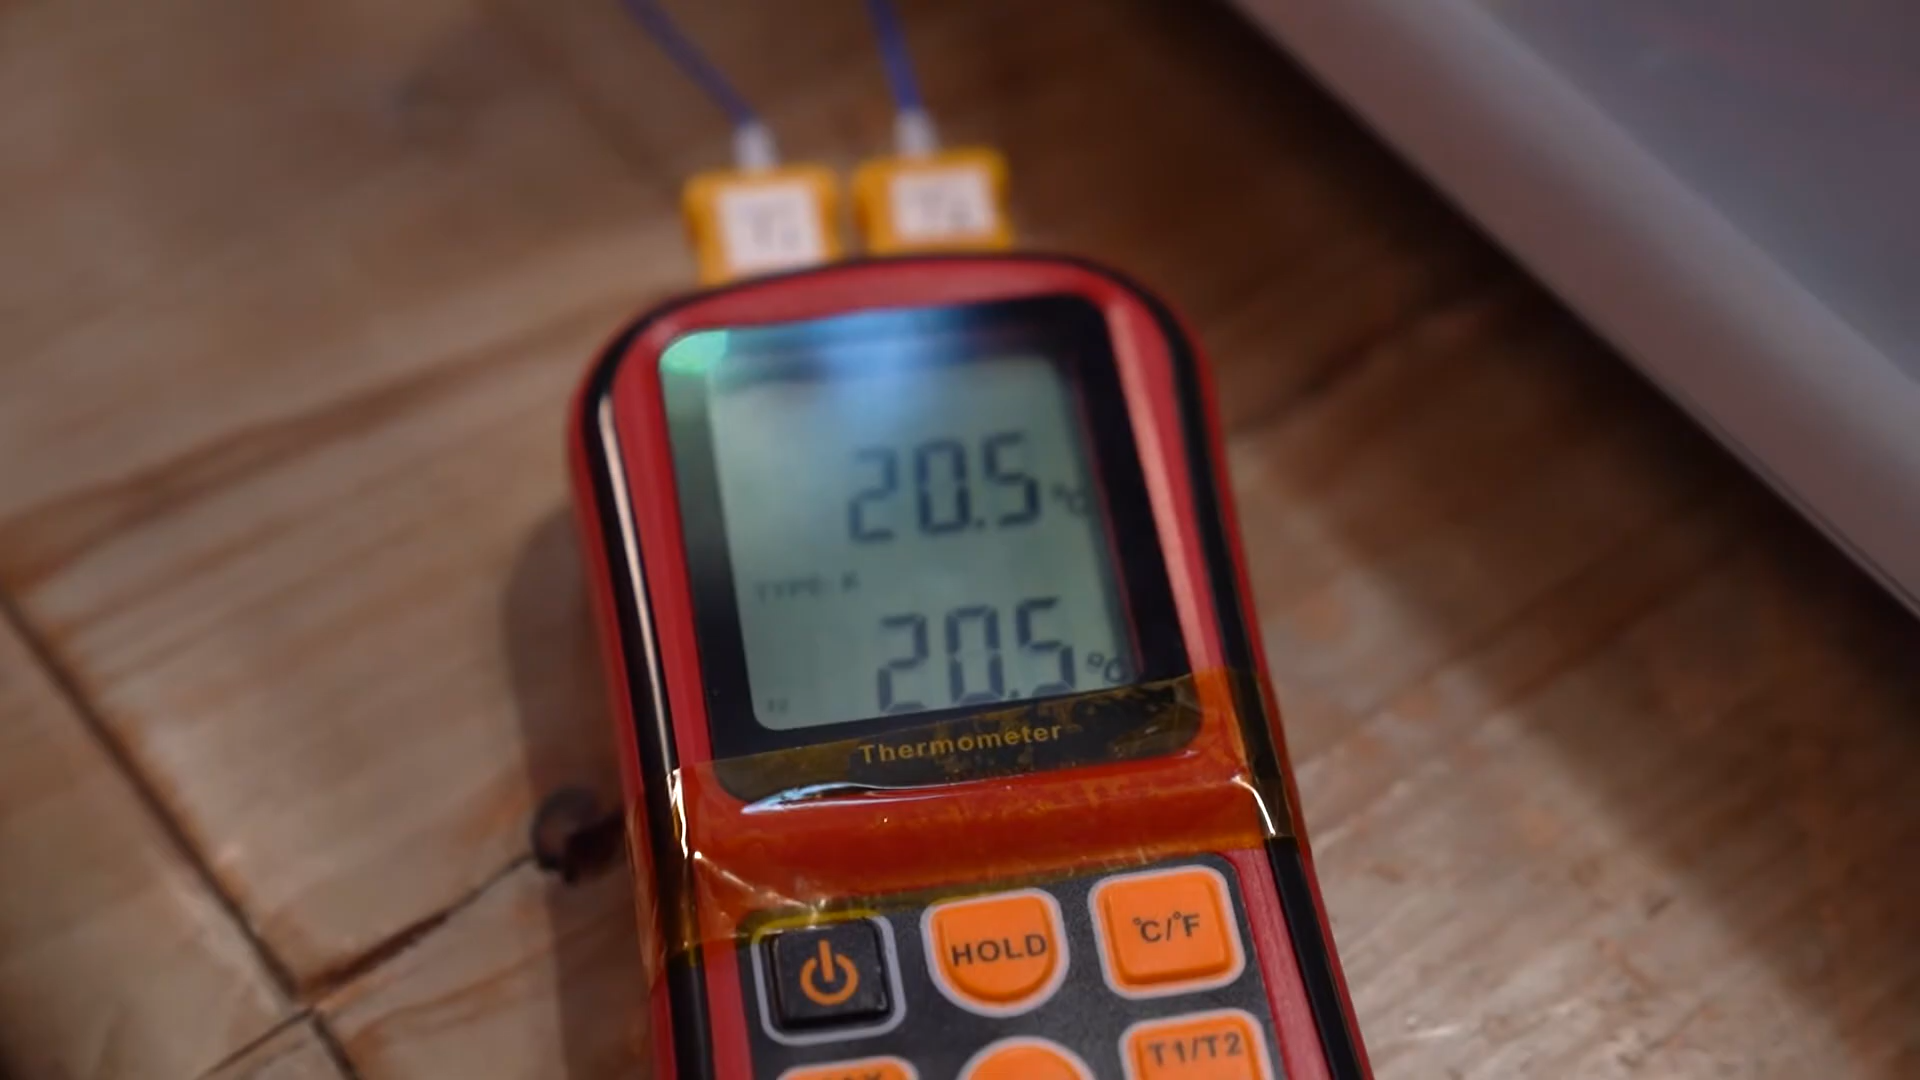 20.5 °C
TYPE: K
20.5 °C
Thermometer
HOLD
°C/°F
T1/T2